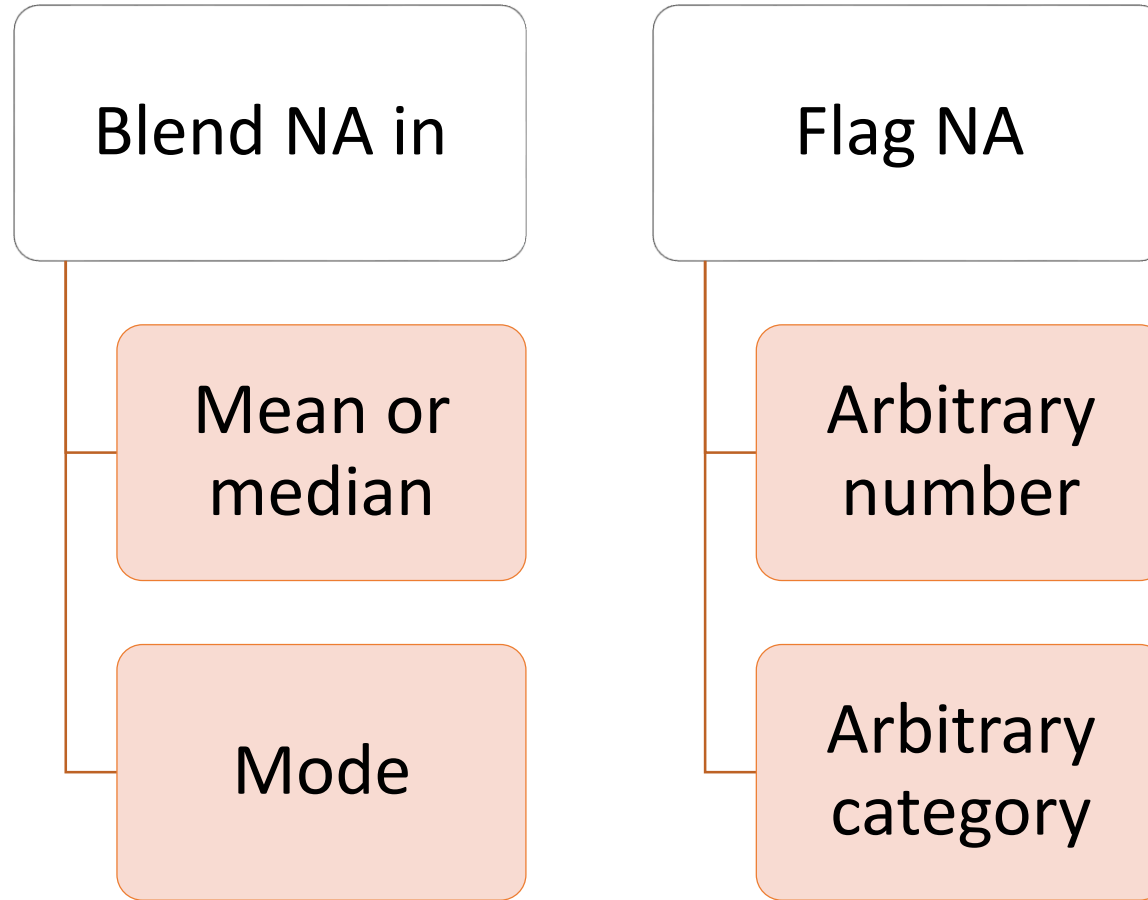 Blend NA in
Mean or
median
Mode
Flag NA
Arbitrary
number
Arbitrary
category